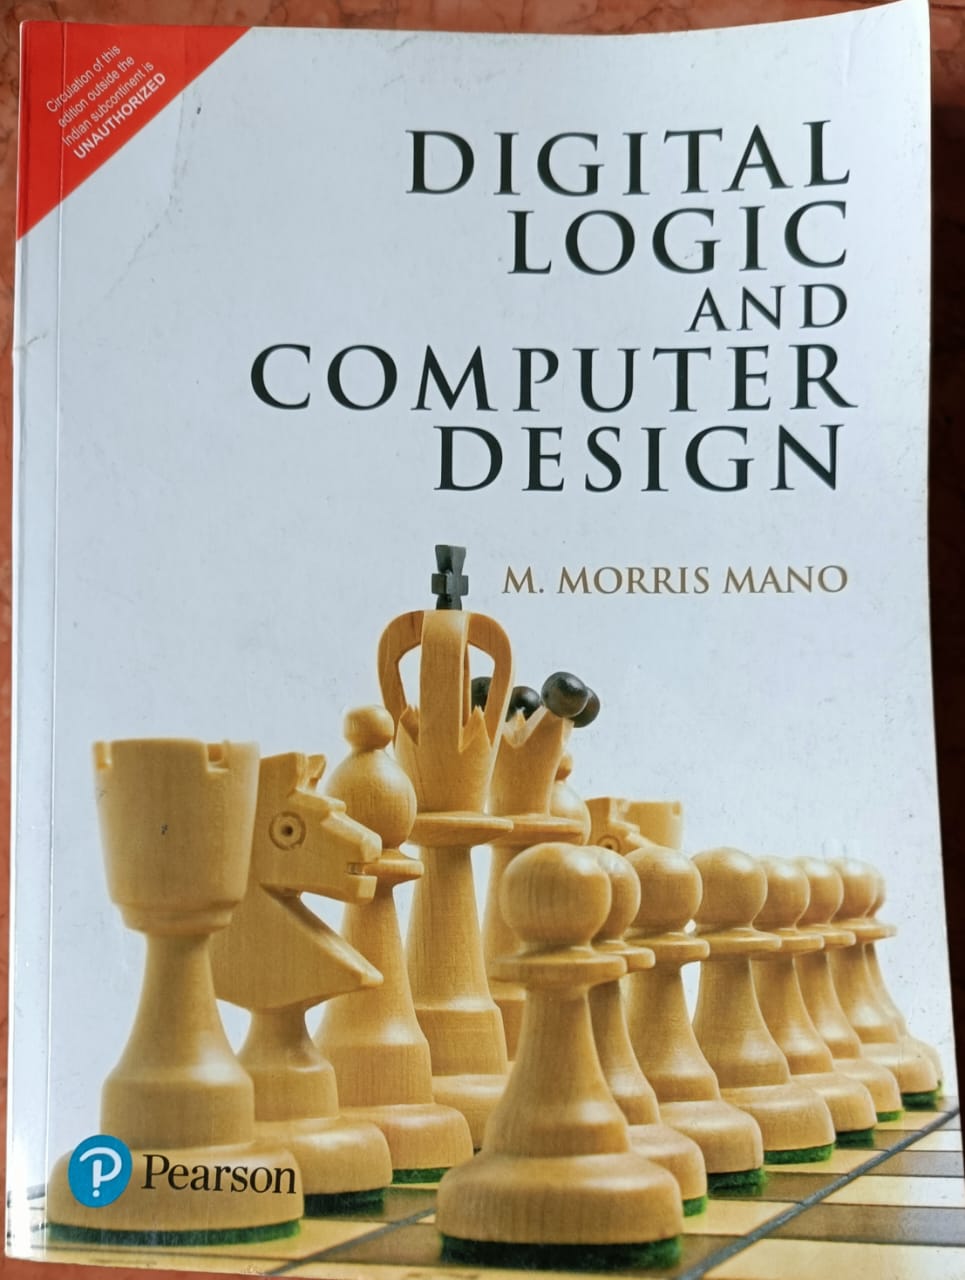 Circulation of this
edition outside the
Indian subcontinent is
UNAUTHORIZED
DIGITAL
LOGIC
AND
COMPUTER
DESIGN
M. MORRIS MANO
Pearson